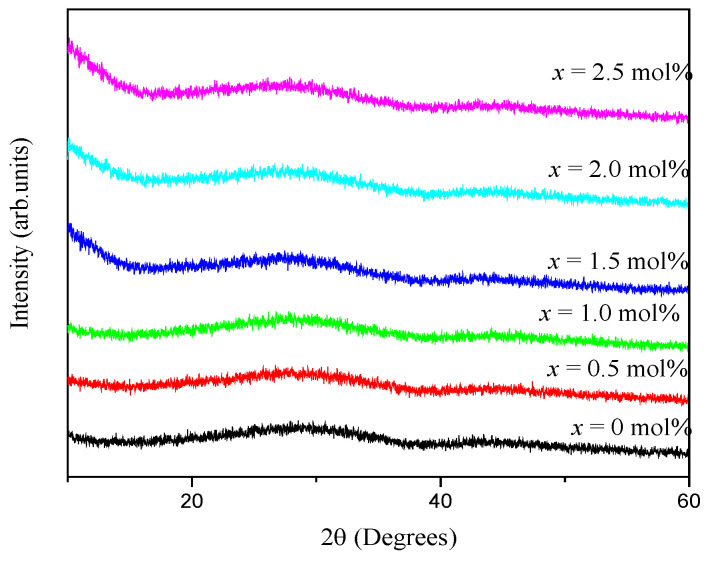 x = 2.5 mol%
x = 2.0 mol%
x = 1.5 mol%
x = 1.0 mol%
x = 0.5 mol%
x = 0 mol%
Intensity (arb.units)
20 40 60
2θ (Degrees)